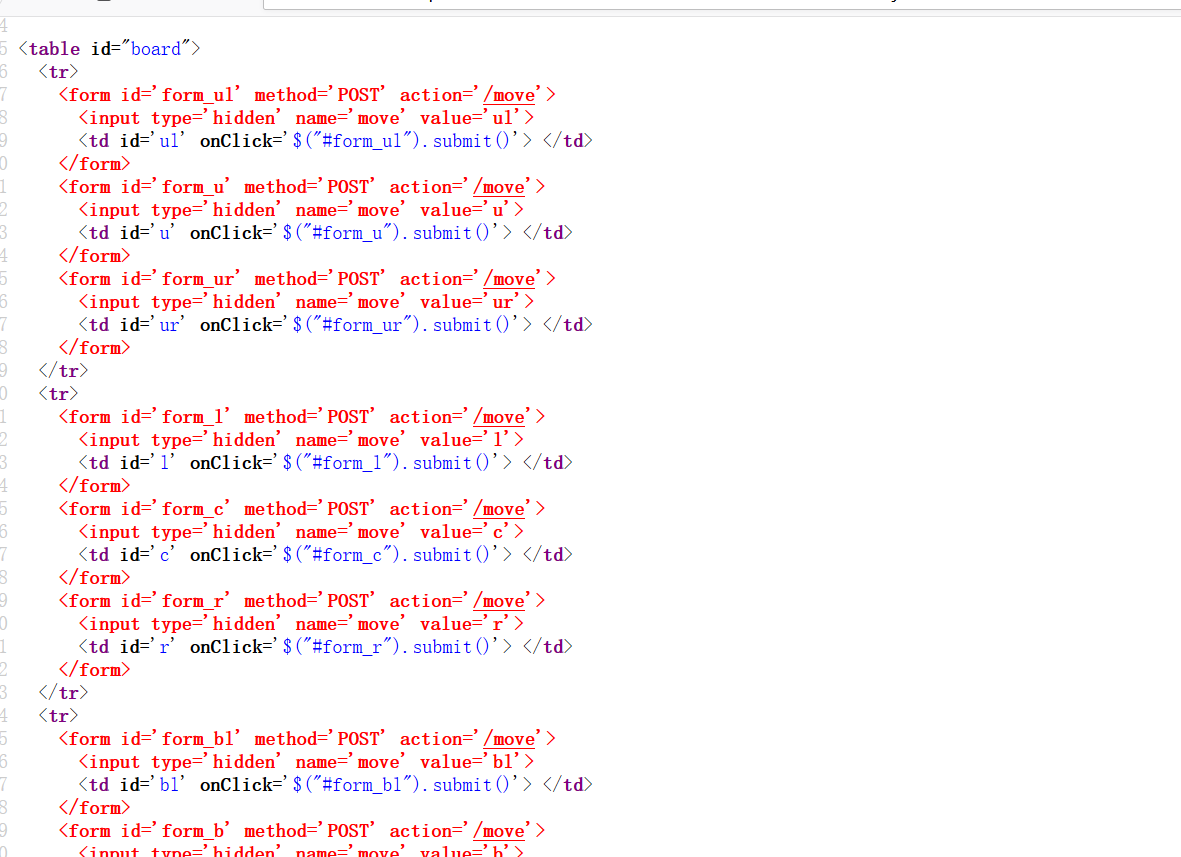 4
5 <table id="board">
6 <tr>
7 <form id='form_ul' method='POST' action='/move'>
8 <input type='hidden' name='move' value='ul'>
9 <td id='ul' onClick='$("#form_ul").submit()'> </td>
0 </form>
1 <form id='form_u' method='POST' action='/move'>
2 <input type='hidden' name='move' value='u'>
3 <td id='u' onClick='$("#form_u").submit()'> </td>
4 </form>
5 <form id='form_ur' method='POST' action='/move'>
6 <input type='hidden' name='move' value='ur'>
7 <td id='ur' onClick='$("#form_ur").submit()'> </td>
8 </form>
9 </tr>
0 <tr>
1 <form id='form_l' method='POST' action='/move'>
2 <input type='hidden' name='move' value='l'>
3 <td id='l' onClick='$("#form_l").submit()'> </td>
4 </form>
5 <form id='form_c' method='POST' action='/move'>
6 <input type='hidden' name='move' value='c'>
7 <td id='c' onClick='$("#form_c").submit()'> </td>
8 </form>
9 <form id='form_r' method='POST' action='/move'>
0 <input type='hidden' name='move' value='r'>
1 <td id='r' onClick='$("#form_r").submit()'> </td>
2 </form>
3 </tr>
4 <tr>
5 <form id='form_bl' method='POST' action='/move'>
6 <input type='hidden' name='move' value='bl'>
7 <td id='bl' onClick='$("#form_bl").submit()'> </td>
8 </form>
9 <form id='form_b' method='POST' action='/move'>
0 <input type='hidden' name='move' value='b'>